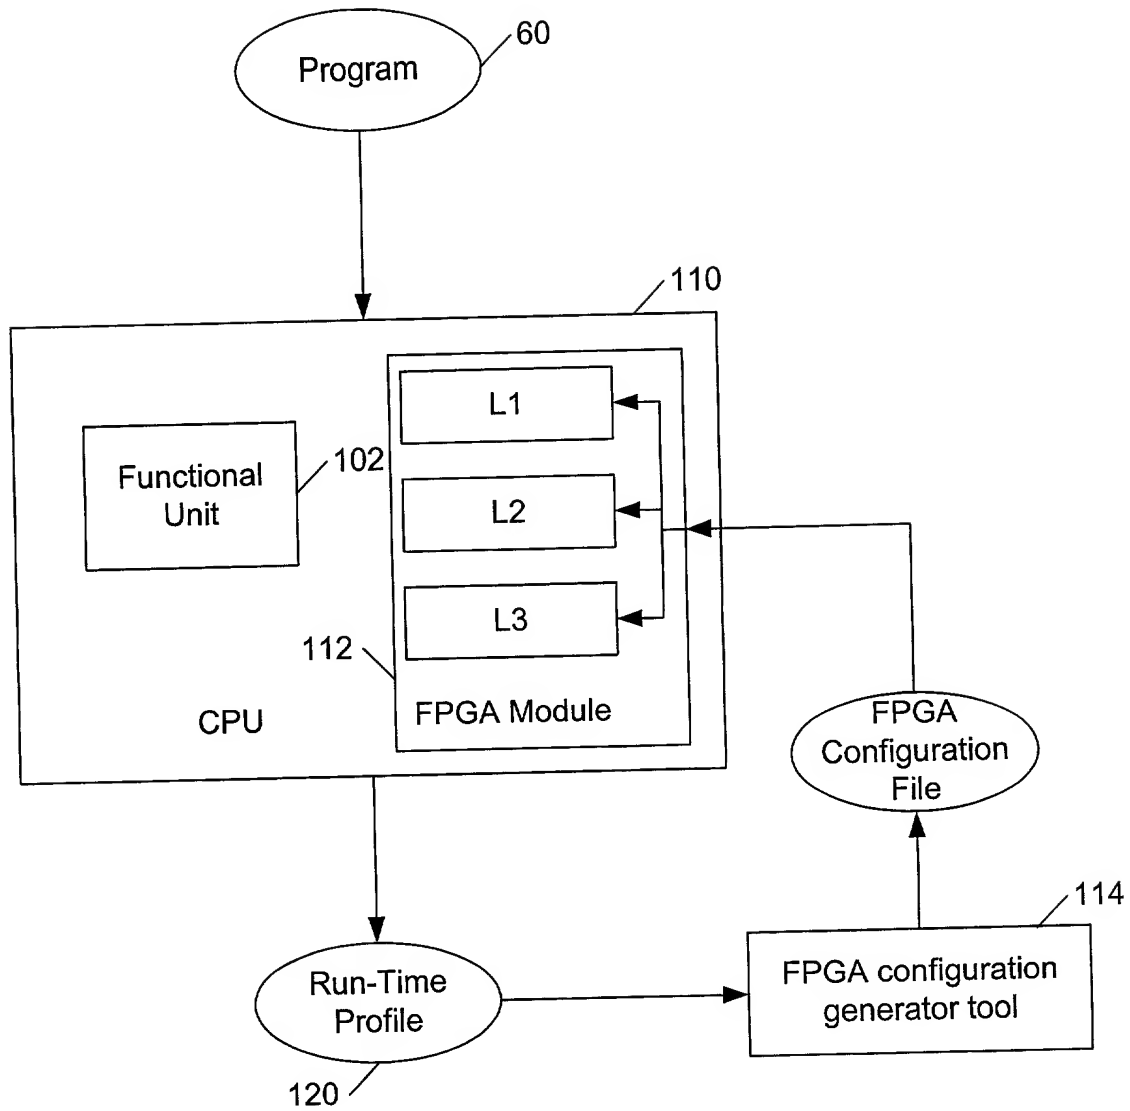 60
Program
110
L1
Functional
Unit
102
L2
L3
112
FPGA Module
CPU
FPGA
Configuration
File
114
FPGA configuration
generator tool
Run-Time
Profile
120